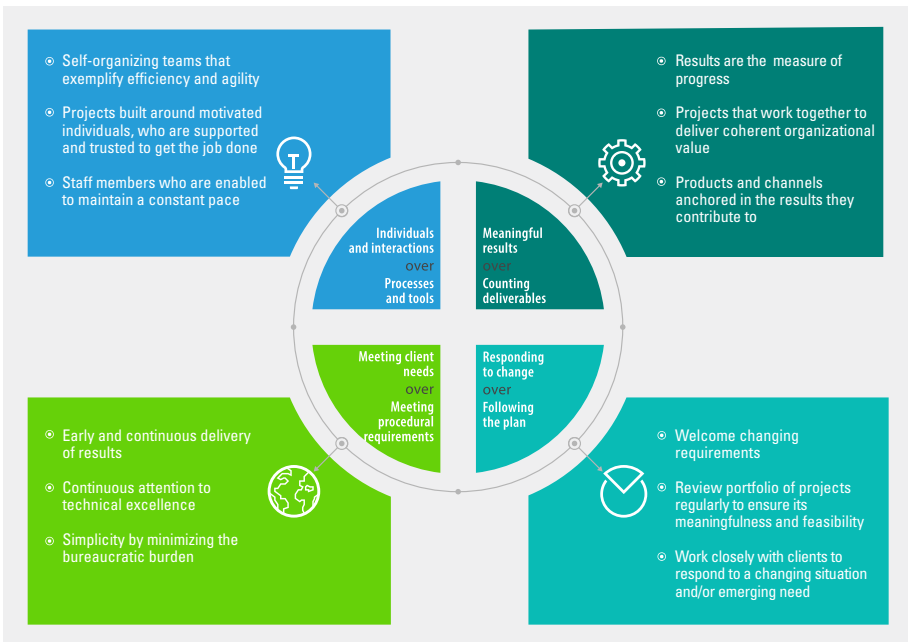 Self-organizing teams that
exemplify efficiency and agility
Projects built around motivated
individuals, who are supported
and trusted to get the job done
Staff members who are enabled
to maintain a constant pace
Results are the measure of
progress
Projects that work together to
deliver coherent organizational
value
Products and channels
anchored in the results they
contribute to
Individuals
and interactions
over
Processes
and tools
Meaningful
results
over
Counting
deliverables
Meeting client
needs
over
Meeting
procedural
requirements
Responding
to change
over
Following
the plan
Early and continuous delivery
of results
Continuous attention to
technical excellence
Simplicity by minimizing the
bureaucratic burden
Welcome changing
requirements
Review portfolio of projects
regularly to ensure its
meaningfulness and feasibility
Work closely with clients to
respond to a changing situation
and/or emerging need